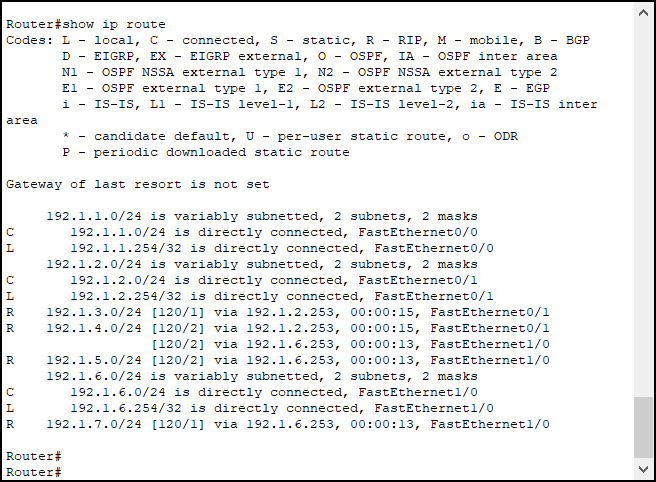 Router#show ip route
Codes: L - local, C - connected, S - static, R - RIP, M - mobile, B - BGP
       D - EIGRP, EX - EIGRP external, O - OSPF, IA - OSPF inter area
       N1 - OSPF NSSA external type 1, N2 - OSPF NSSA external type 2
       E1 - OSPF external type 1, E2 - OSPF external type 2, E - EGP
       i - IS-IS, L1 - IS-IS level-1, L2 - IS-IS level-2, ia - IS-IS inter
area
       * - candidate default, U - per-user static route, o - ODR
       P - periodic downloaded static route

Gateway of last resort is not set

     192.1.1.0/24 is variably subnetted, 2 subnets, 2 masks
C       192.1.1.0/24 is directly connected, FastEthernet0/0
L       192.1.1.254/32 is directly connected, FastEthernet0/0
     192.1.2.0/24 is variably subnetted, 2 subnets, 2 masks
C       192.1.2.0/24 is directly connected, FastEthernet0/1
L       192.1.2.254/32 is directly connected, FastEthernet0/1
R    192.1.3.0/24 [120/1] via 192.1.2.253, 00:00:15, FastEthernet0/1
R    192.1.4.0/24 [120/2] via 192.1.2.253, 00:00:15, FastEthernet0/1
                  [120/2] via 192.1.6.253, 00:00:13, FastEthernet1/0
R    192.1.5.0/24 [120/2] via 192.1.6.253, 00:00:13, FastEthernet1/0
     192.1.6.0/24 is variably subnetted, 2 subnets, 2 masks
C       192.1.6.0/24 is directly connected, FastEthernet1/0
L       192.1.6.254/32 is directly connected, FastEthernet1/0
R    192.1.7.0/24 [120/1] via 192.1.6.253, 00:00:13, FastEthernet1/0

Router#
Router#